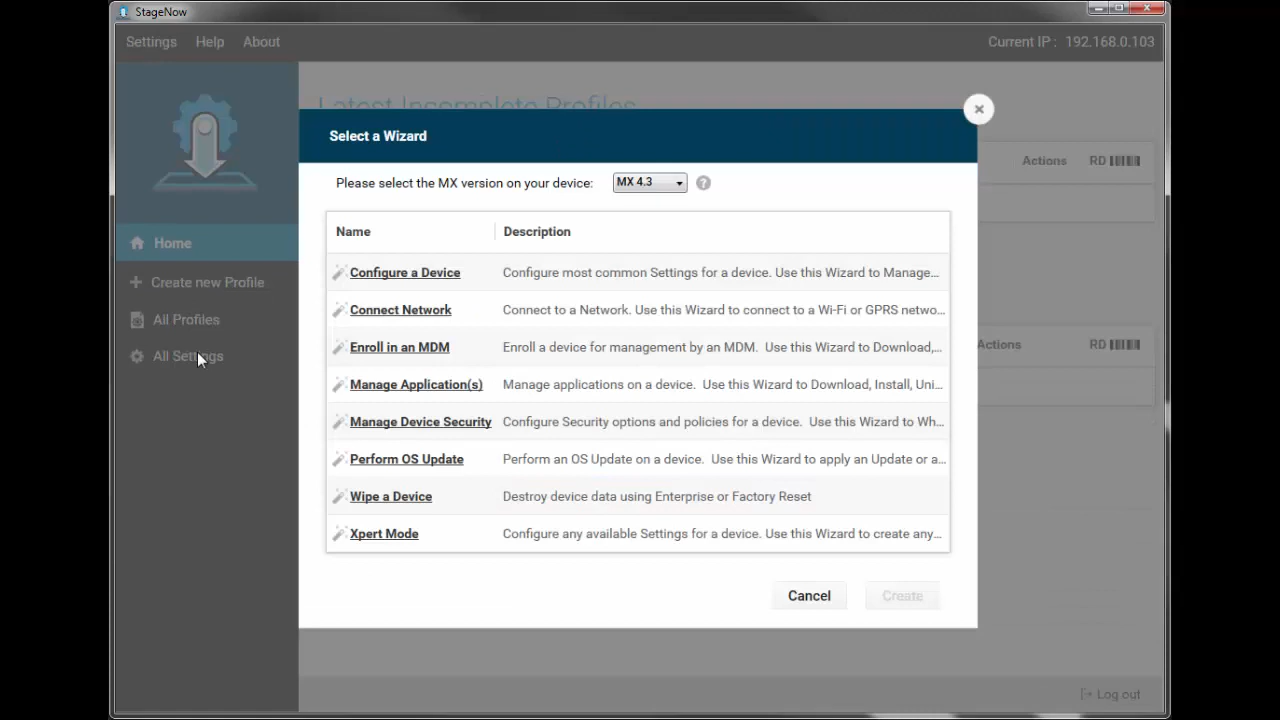 StageNow
Settings Help About
Current IP : 192.168.0.103
Latest Incomplete Profiles
Select a Wizard
Please select the MX version on your device: MX 4.3 ?
Actions RD
Name Description
Home
Configure a Device Configure most common Settings for a device. Use this Wizard to Manage...
Create new Profile
Connect Network Connect to a Network. Use this Wizard to connect to a Wi-Fi or GPRS netwo...
All Profiles
Enroll in an MDM Enroll a device for management by an MDM. Use this Wizard to Download,...
Actions RD
All Settings
Manage Application(s) Manage applications on a device. Use this Wizard to Download, Install, Uni...
Manage Device Security Configure Security options and policies for a device. Use this Wizard to Wh...
Perform OS Update Perform an OS Update on a device. Use this Wizard to apply an Update or a...
Wipe a Device Destroy device data using Enterprise or Factory Reset
Xpert Mode Configure any available Settings for a device. Use this Wizard to create any...
Cancel Create
Log out